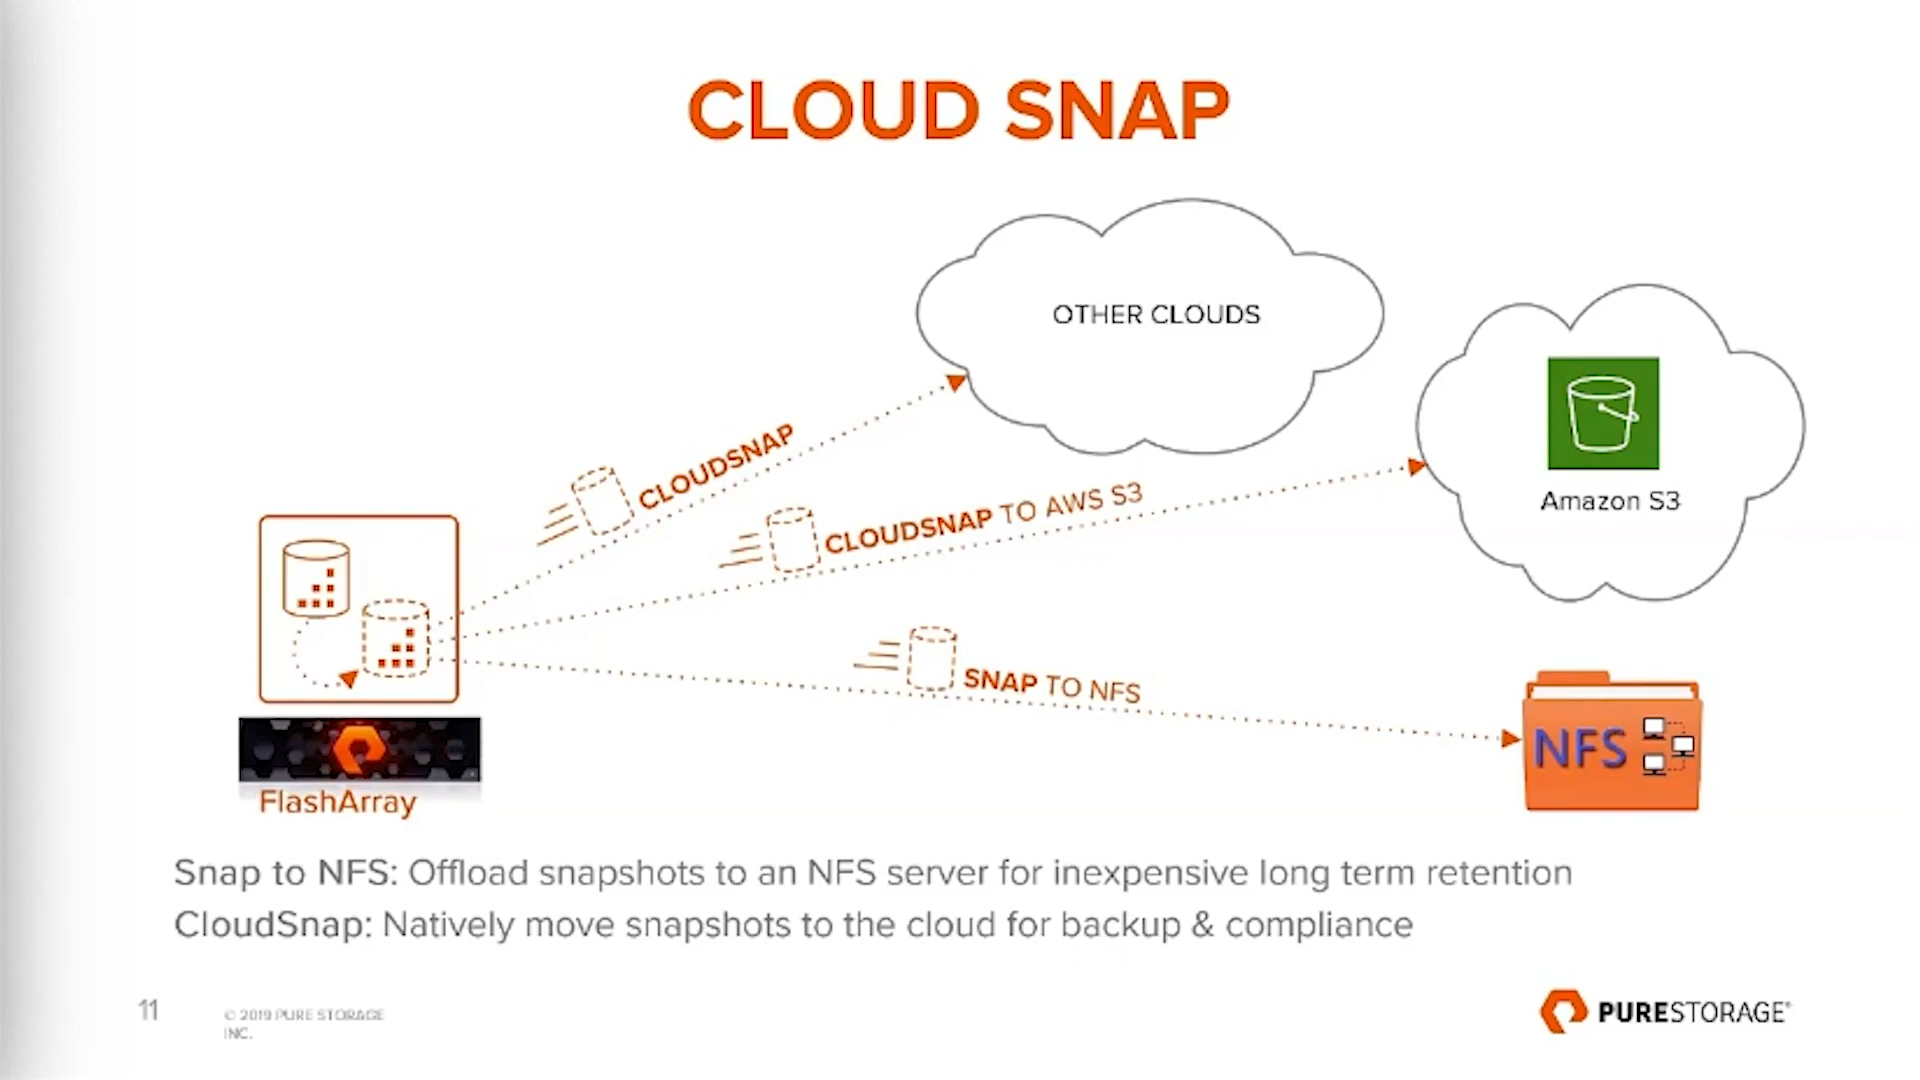 CLOUD SNAP
OTHER CLOUDS
Amazon S3
CLOUDSNAP
CLOUDSNAP TO AWS S3
SNAP TO NFS
NFS
FlashArray
Snap to NFS: Offload snapshots to an NFS server for inexpensive long term retention
CloudSnap: Natively move snapshots to the cloud for backup & compliance
11
© 2019 PURE STORAGE
INC.
PURESTORAGE®